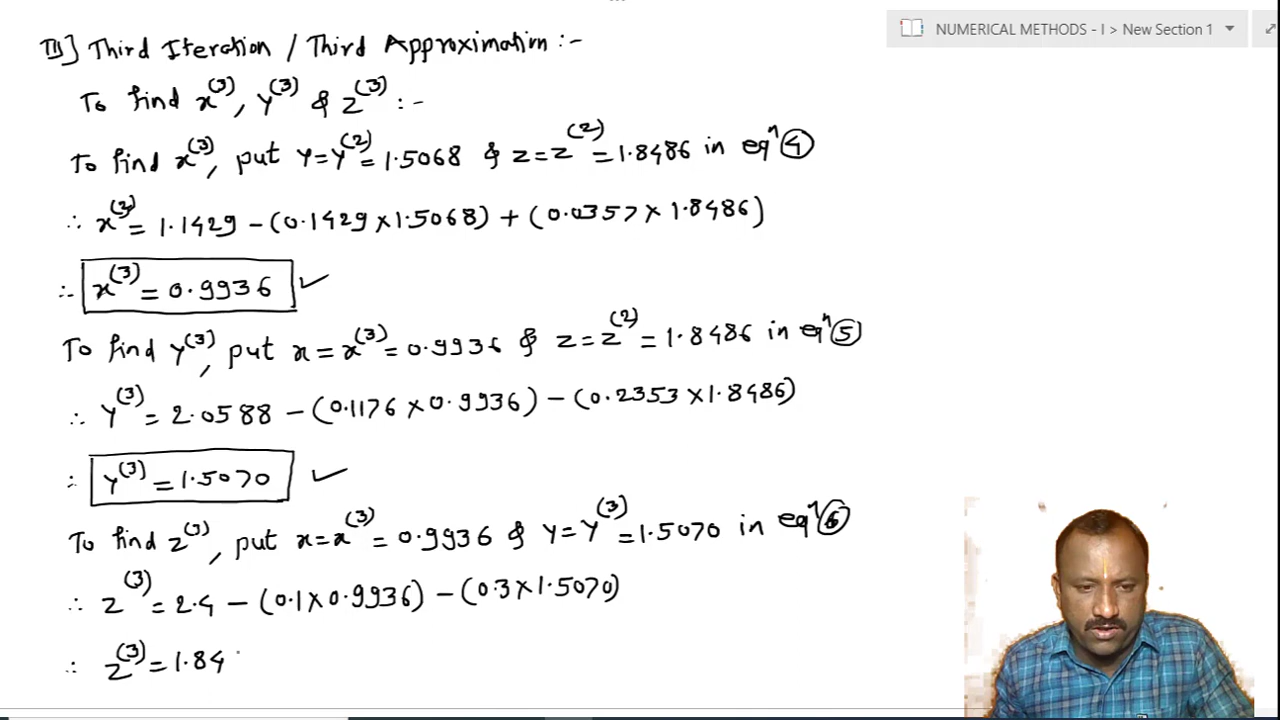 NUMERICAL METHODS - I > New Section 1
III] Third Iteration / Third Approximation :-
To find x⁽³⁾, y⁽³⁾ & z⁽³⁾ :-
To find x⁽³⁾, put y=y⁽²⁾=1.5068 & z=z⁽²⁾=1.8486 in eqⁿ ④
∴ x⁽³⁾= 1.1429 - (0.1429 × 1.5068) + (0.0357 × 1.8486)
∴ x⁽³⁾ = 0.9936 ✓
To find y⁽³⁾, put x = x⁽³⁾= 0.9936 & z=z⁽²⁾=1.8486 in eqⁿ ⑤
∴ y⁽³⁾= 2.0588 - (0.1176 × 0.9936) - (0.2353 × 1.8486)
∴ y⁽³⁾ = 1.5070 ✓
To find z⁽³⁾, put x=x⁽³⁾ = 0.9936 & y=y⁽³⁾=1.5070 in eqⁿ ⑥
∴ z⁽³⁾ = 2.4 - (0.1 × 0.9936) - (0.3 × 1.5070)
∴ z⁽³⁾ = 1.84